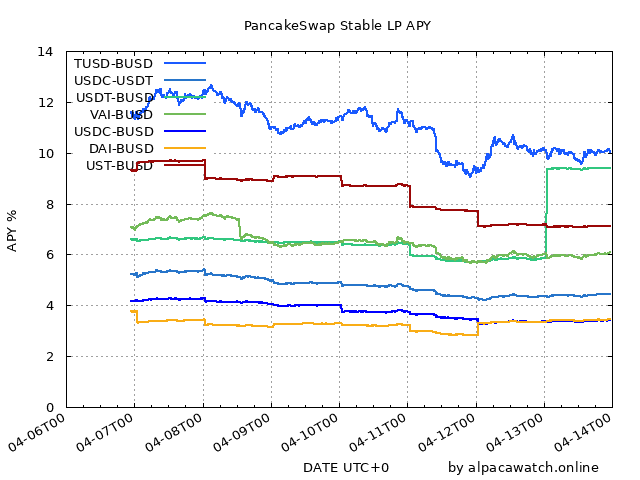 PancakeSwap Stable LP APY
14
12
10
8
6
4
2
0
APY %
TUSD-BUSD
USDC-USDT
USDT-BUSD
VAI-BUSD
USDC-BUSD
DAI-BUSD
UST-BUSD
04-06T00
04-07T00
04-08T00
04-09T00
04-10T00
04-11T00
04-12T00
04-13T00
04-14T00
DATE UTC+0
by alpacawatch.online